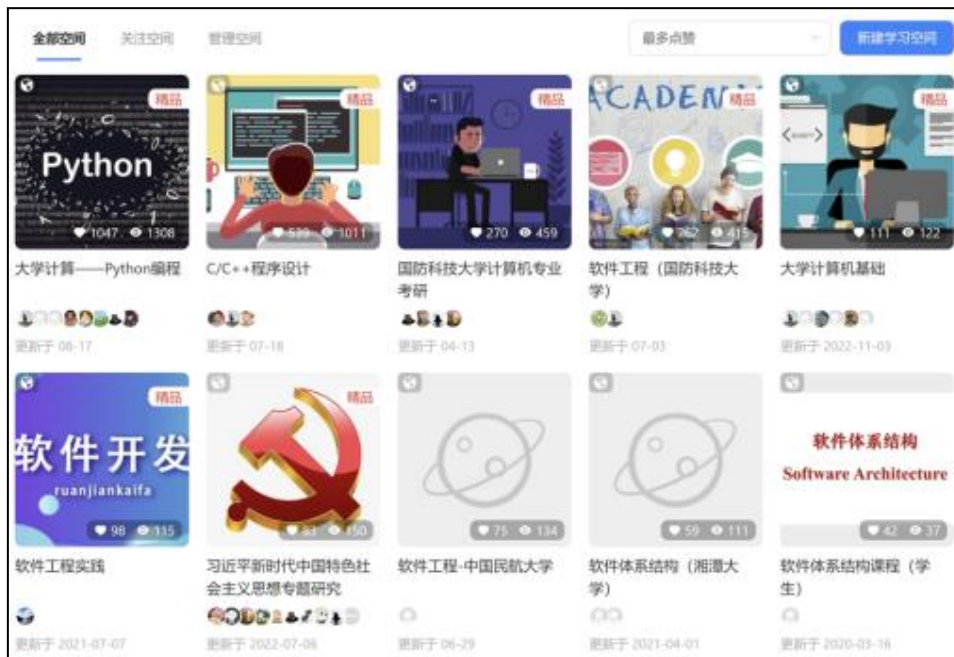 全部空间 关注空间 管理空间 最多点赞 新建学习空间
精品 精品 精品 ACADEM 精品 精品
Python
1047 1308 539 1011 270 459 262 415 111 122
大学计算——Python编程 C/C++程序设计 国防科技大学计算机专业 软件工程（国防科技大 大学计算机基础
考研 学）
更新于 08-17 更新于 07-18 更新于 04-13 更新于 07-03 更新于 2022-11-03
精品 精品
软件开发 软件体系结构
ruanjiankaifa Software Architecture
98 115 83 150 75 134 59 111 42 37
软件工程实践 习近平新时代中国特色社 软件工程-中国民航大学 软件体系结构（湘潭大 软件体系结构课程（学
会主义思想专题研究 学） 生）
更新于 2021-07-07 更新于 2022-07-06 更新于 06-29 更新于 2021-04-01 更新于 2020-03-16